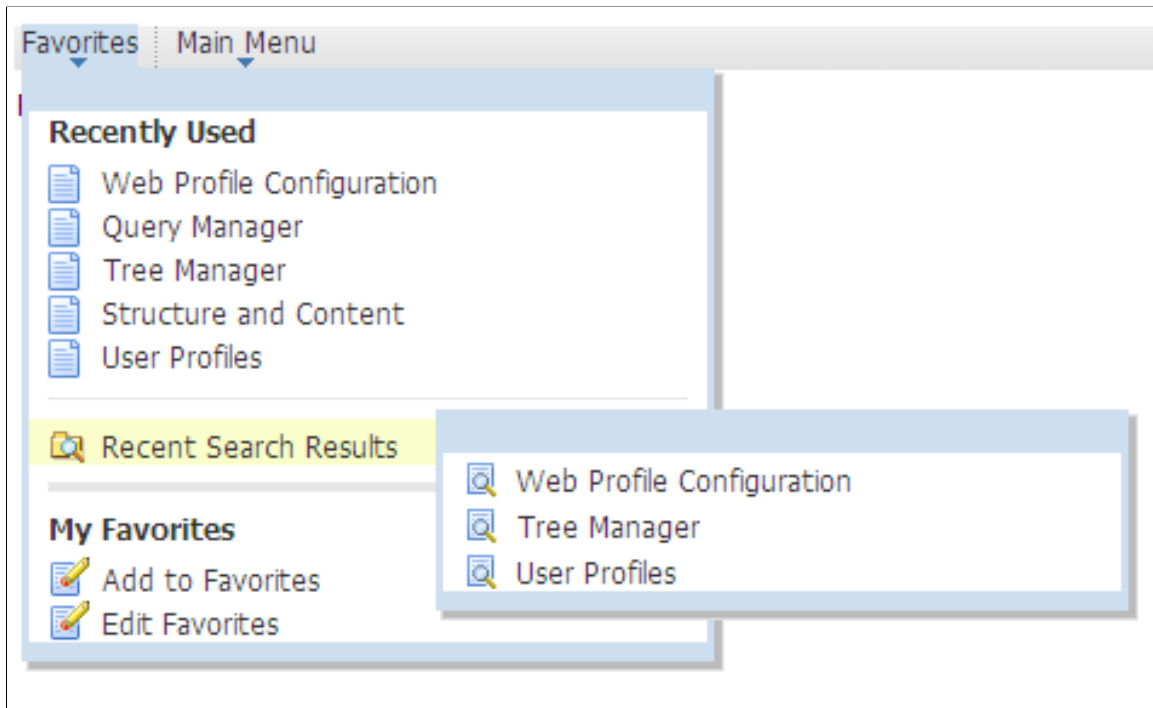 Favorites Main Menu
Recently Used
Web Profile Configuration
Query Manager
Tree Manager
Structure and Content
User Profiles
Recent Search Results
Web Profile Configuration
Tree Manager
User Profiles
My Favorites
Add to Favorites
Edit Favorites